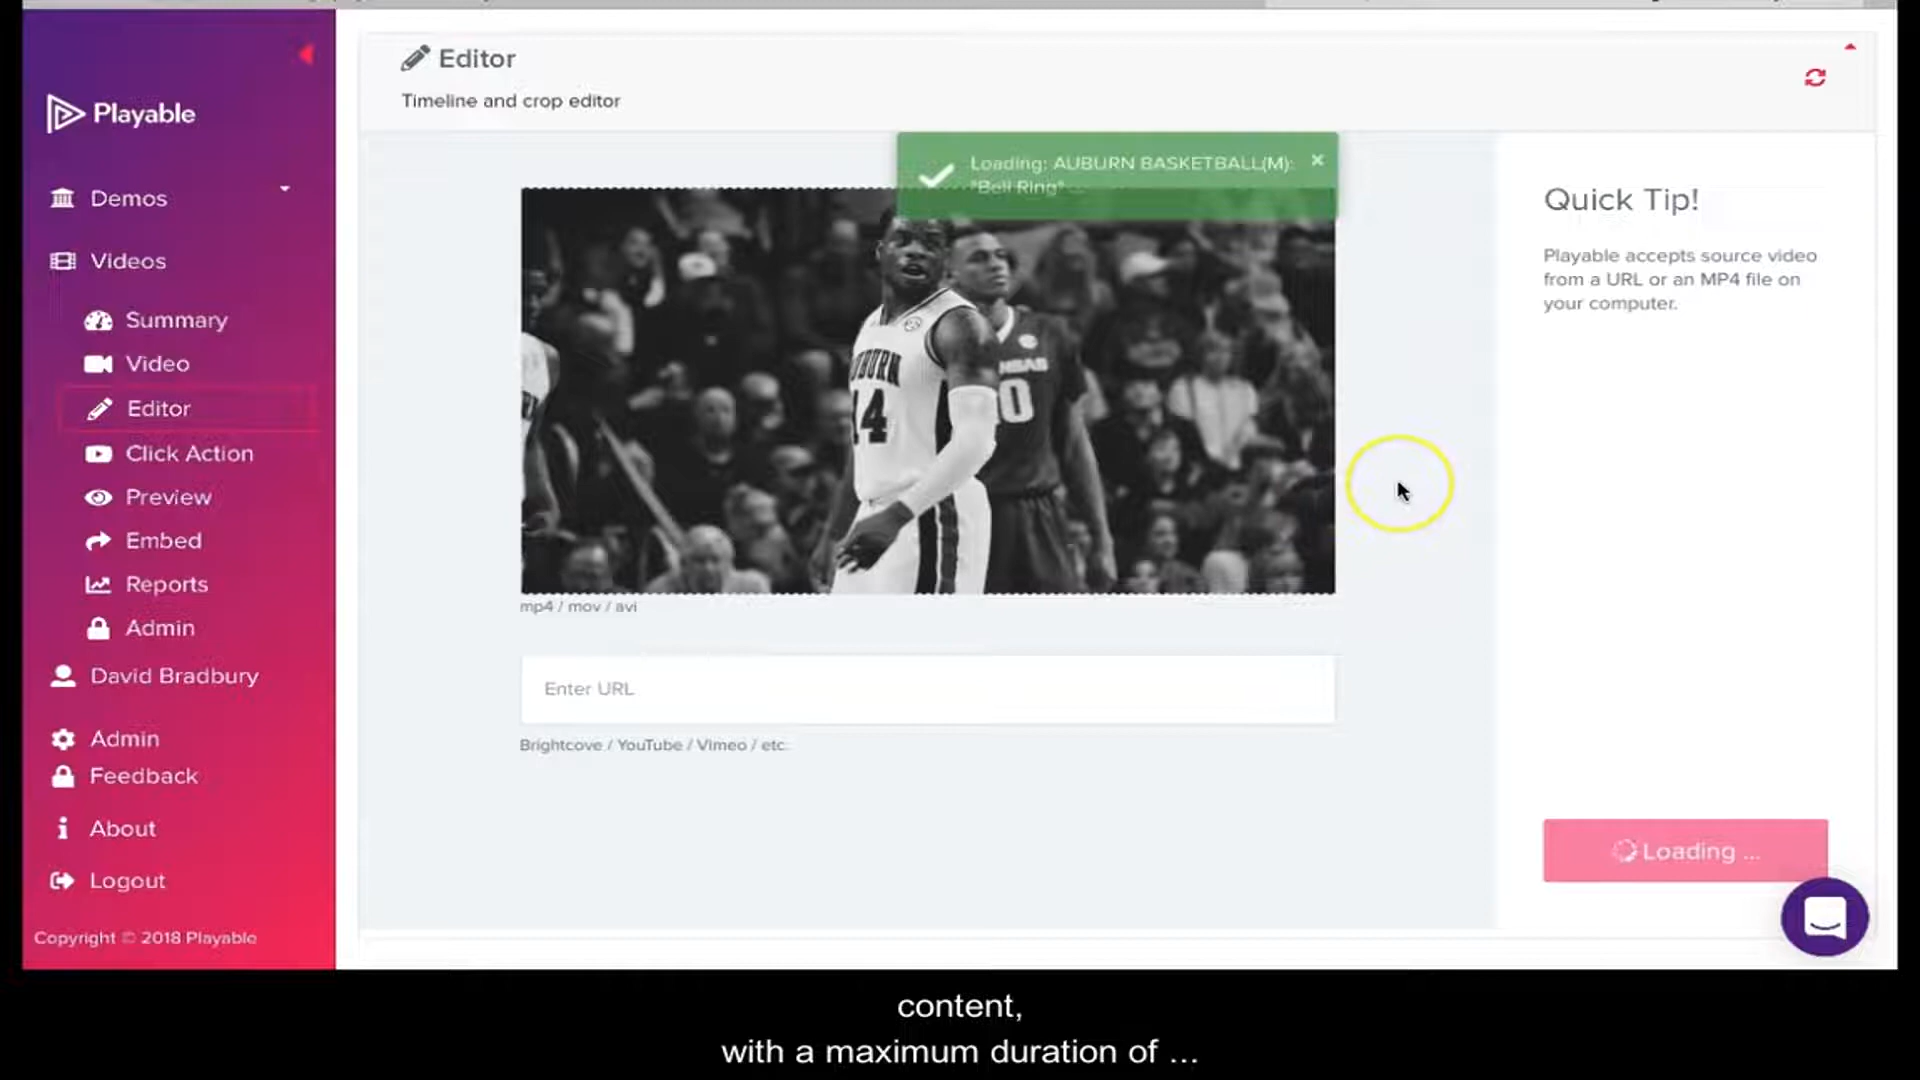 Editor
Timeline and crop editor
Playable
Demos
Videos
Summary
Video
Editor
Click Action
Preview
Embed
Reports
Admin
David Bradbury
Admin
Feedback
About
Logout
Copyright © 2018 Playable
Loading: AUBURN BASKETBALL(M):
"Bell Ring" ...
14
0
mp4 / mov / avi
Enter URL
Brightcove / YouTube / Vimeo / etc.
Quick Tip!
Playable accepts source video
from a URL or an MP4 file on
your computer.
Loading ...
content,
with a maximum duration of ...